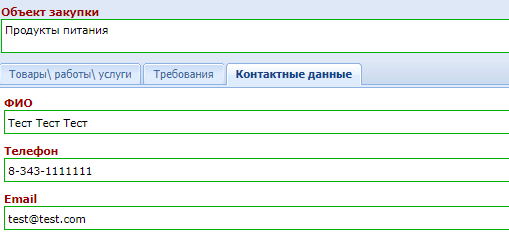 Объект закупки
Продукты питания
Товары\ работы\ услуги Требования Контактные данные
ФИО
Тест Тест Тест
Телефон
8-343-1111111
Email
test@test.com